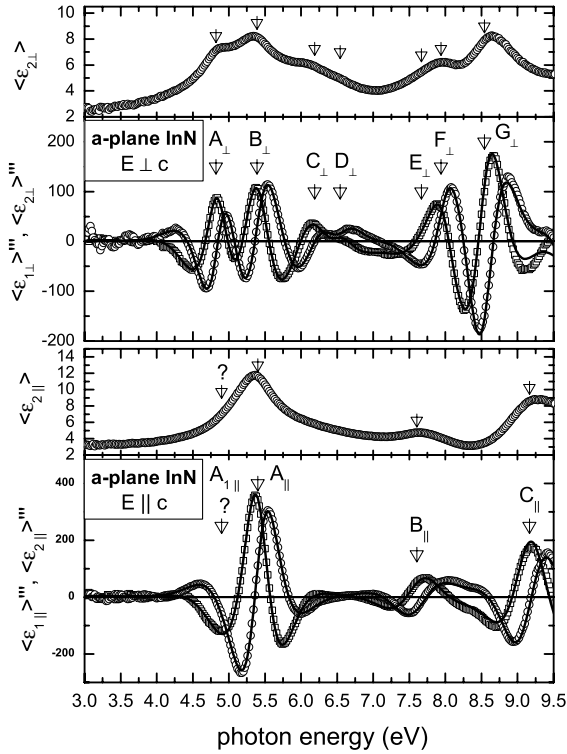 8
6
4
2
<ε2⊥>
a-plane InN
E ⊥ c
A⊥
B⊥
C⊥
D⊥
E⊥
F⊥
G⊥
200
100
0
-100
-200
<ε1⊥>''', <ε2⊥>'''
14
12
10
8
6
4
2
<ε2||>
?
a-plane InN
E || c
A1||
?
A||
B||
C||
400
200
0
-200
<ε1||>''', <ε2||>'''
3.0 3.5 4.0 4.5 5.0 5.5 6.0 6.5 7.0 7.5 8.0 8.5 9.0 9.5
photon energy (eV)